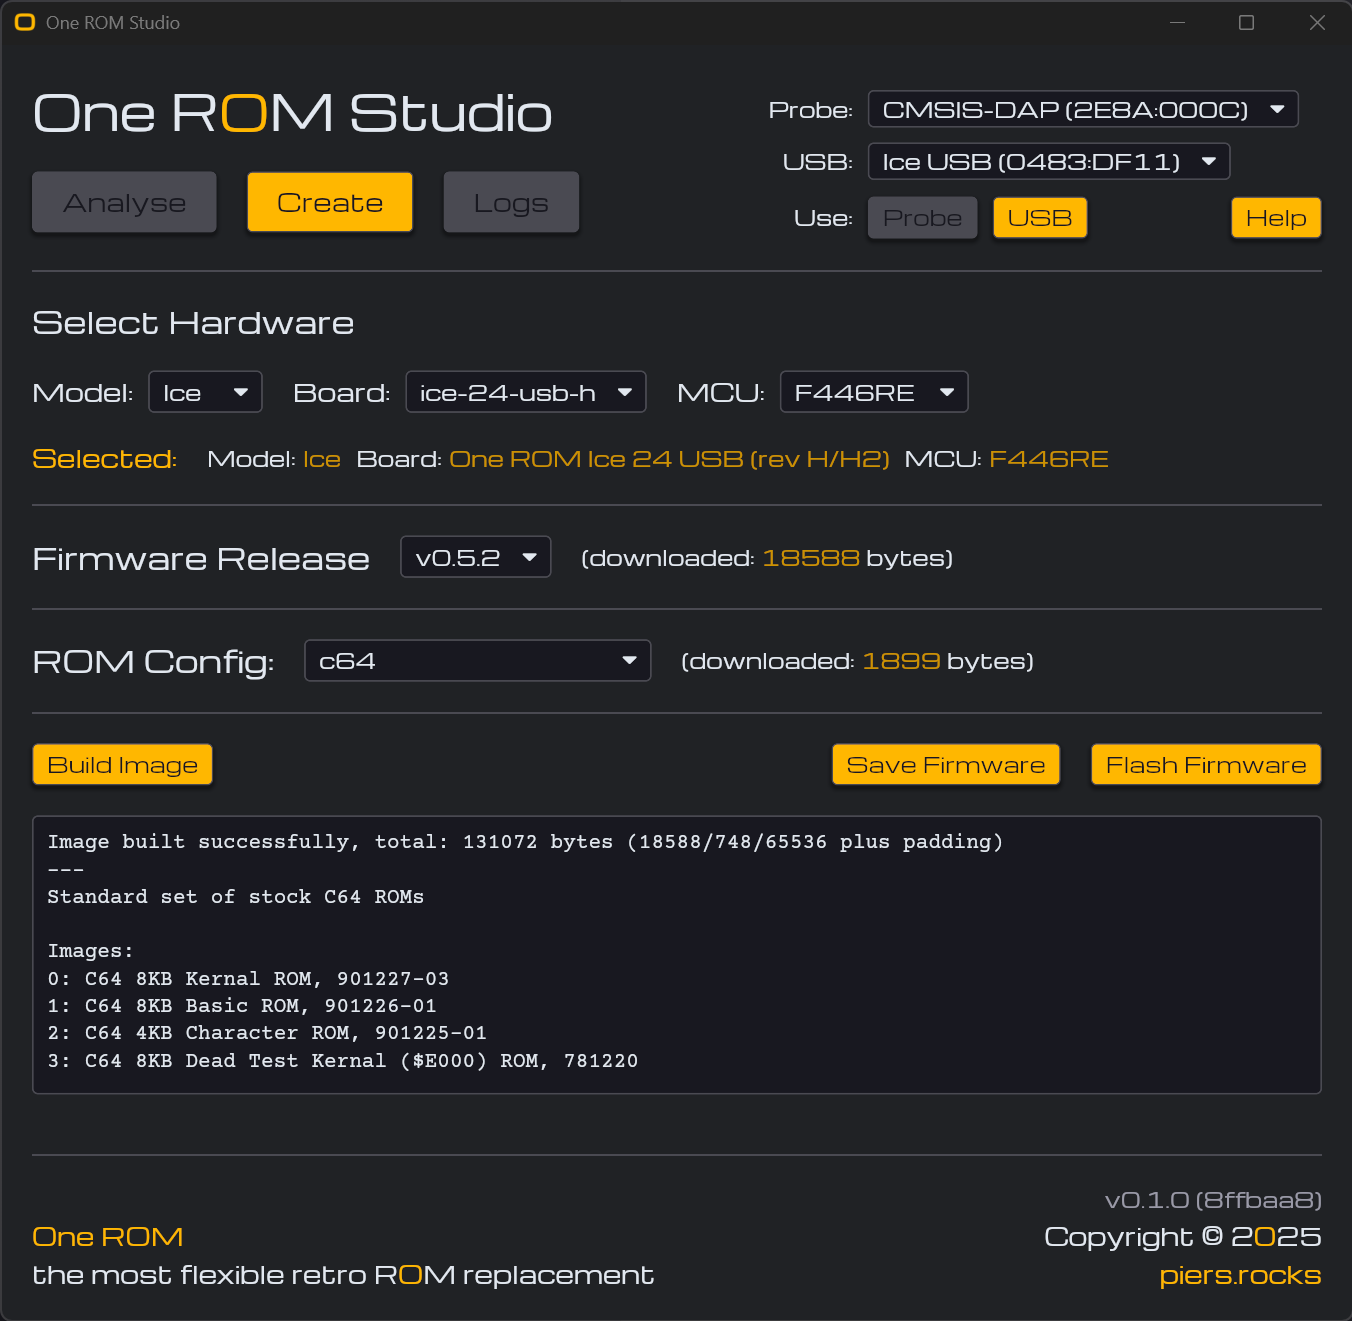 One ROM Studio
One ROM Studio
Probe: CMSIS-DAP (2E8A:000C)
USB: Ice USB (0483:DF11)
Analyse Create Logs
Use: Probe USB Help
Select Hardware
Model: Ice Board: ice-24-usb-h MCU: F446RE
Selected: Model: Ice Board: One ROM Ice 24 USB (rev H/H2) MCU: F446RE
Firmware Release v0.5.2 (downloaded: 18588 bytes)
ROM Config: c64 (downloaded: 1899 bytes)
Build Image Save Firmware Flash Firmware
Image built successfully, total: 131072 bytes (18588/748/65536 plus padding)
---
Standard set of stock C64 ROMs
Images:
0: C64 8KB Kernal ROM, 901227-03
1: C64 8KB Basic ROM, 901226-01
2: C64 4KB Character ROM, 901225-01
3: C64 8KB Dead Test Kernal ($E000) ROM, 781220
v0.1.0 (8ffbaa8)
One ROM Copyright © 2025
the most flexible retro ROM replacement piers.rocks